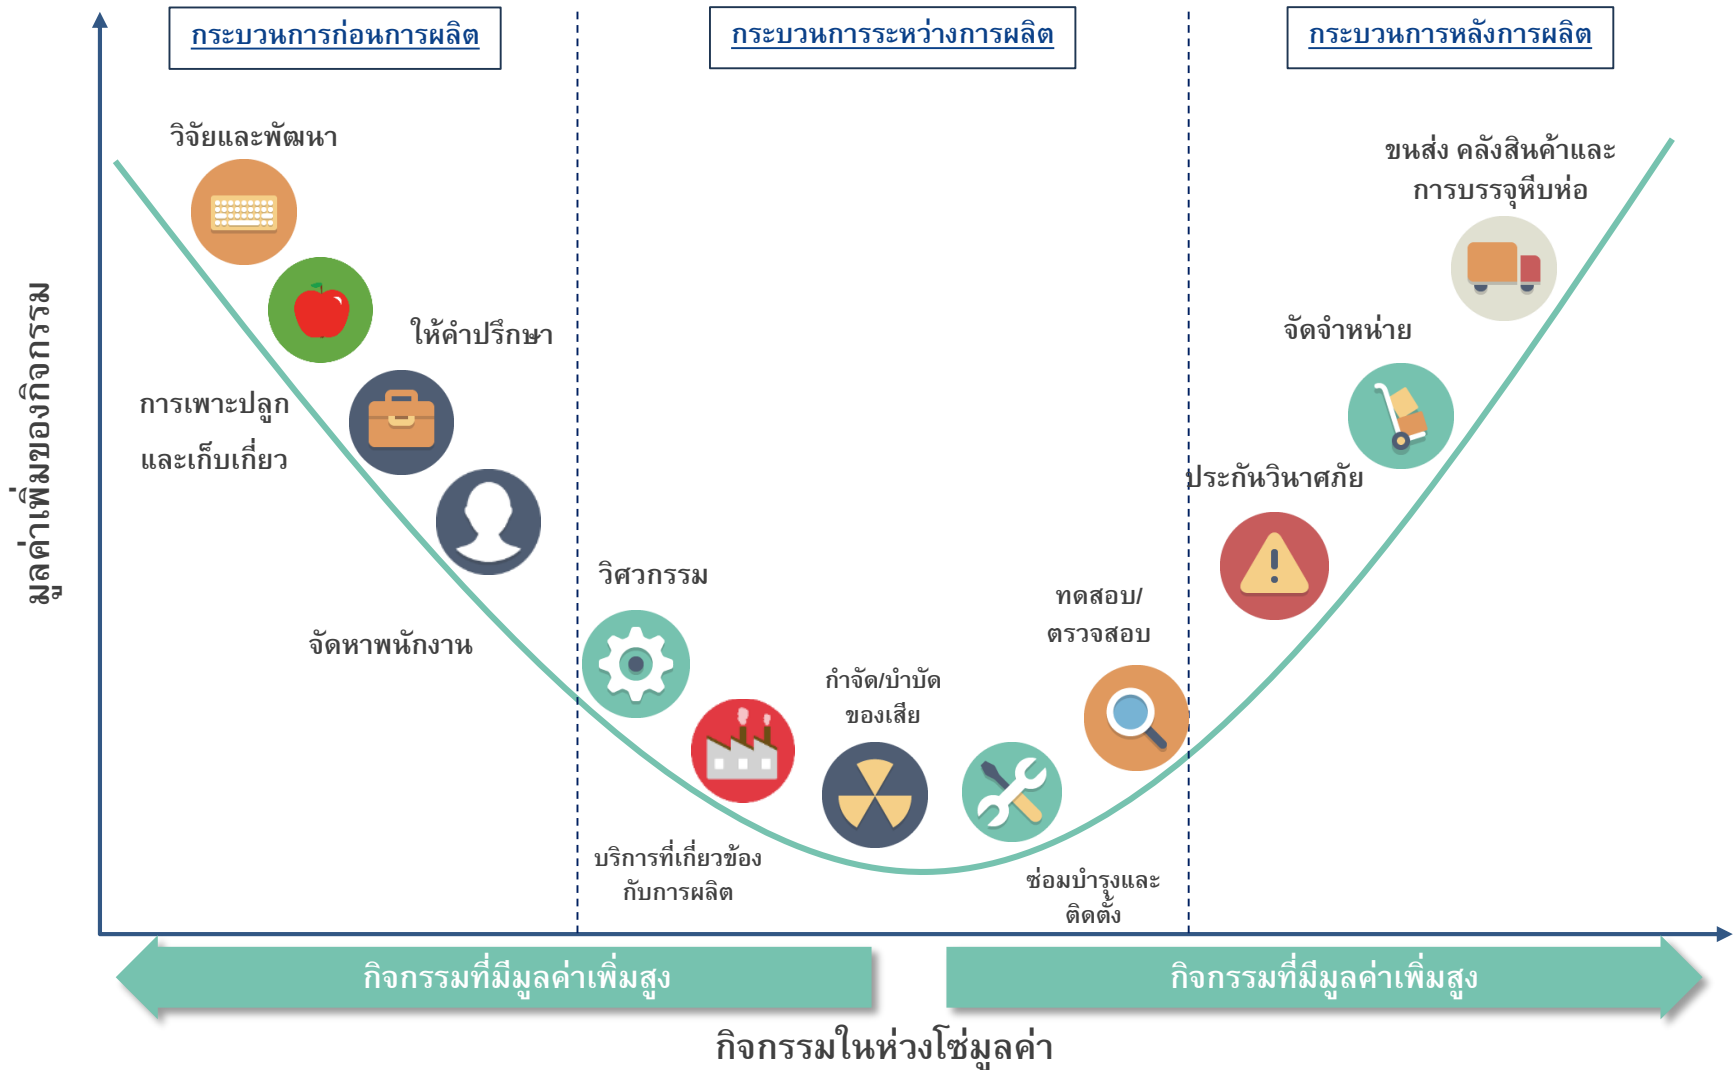 กระบวนการก่อนการผลิต
กระบวนการระหว่างการผลิต
กระบวนการหลังการผลิต
วิจัยและพัฒนา
ขนส่ง คลังสินค้าและ
การบรรจุหีบห่อ
ให้คำปรึกษา
จัดจำหน่าย
การเพาะปลูก
และเก็บเกี่ยว
ประกันวินาศภัย
มูลค่าเพิ่มของกิจกรรม
วิศวกรรม
ทดสอบ/
ตรวจสอบ
จัดหาพนักงาน
กำจัด/บำบัด
ของเสีย
บริการที่เกี่ยวข้อง
กับการผลิต
ซ่อมบำรุงและ
ติดตั้ง
กิจกรรมที่มีมูลค่าเพิ่มสูง
กิจกรรมที่มีมูลค่าเพิ่มสูง
กิจกรรมในห่วงโซ่มูลค่า